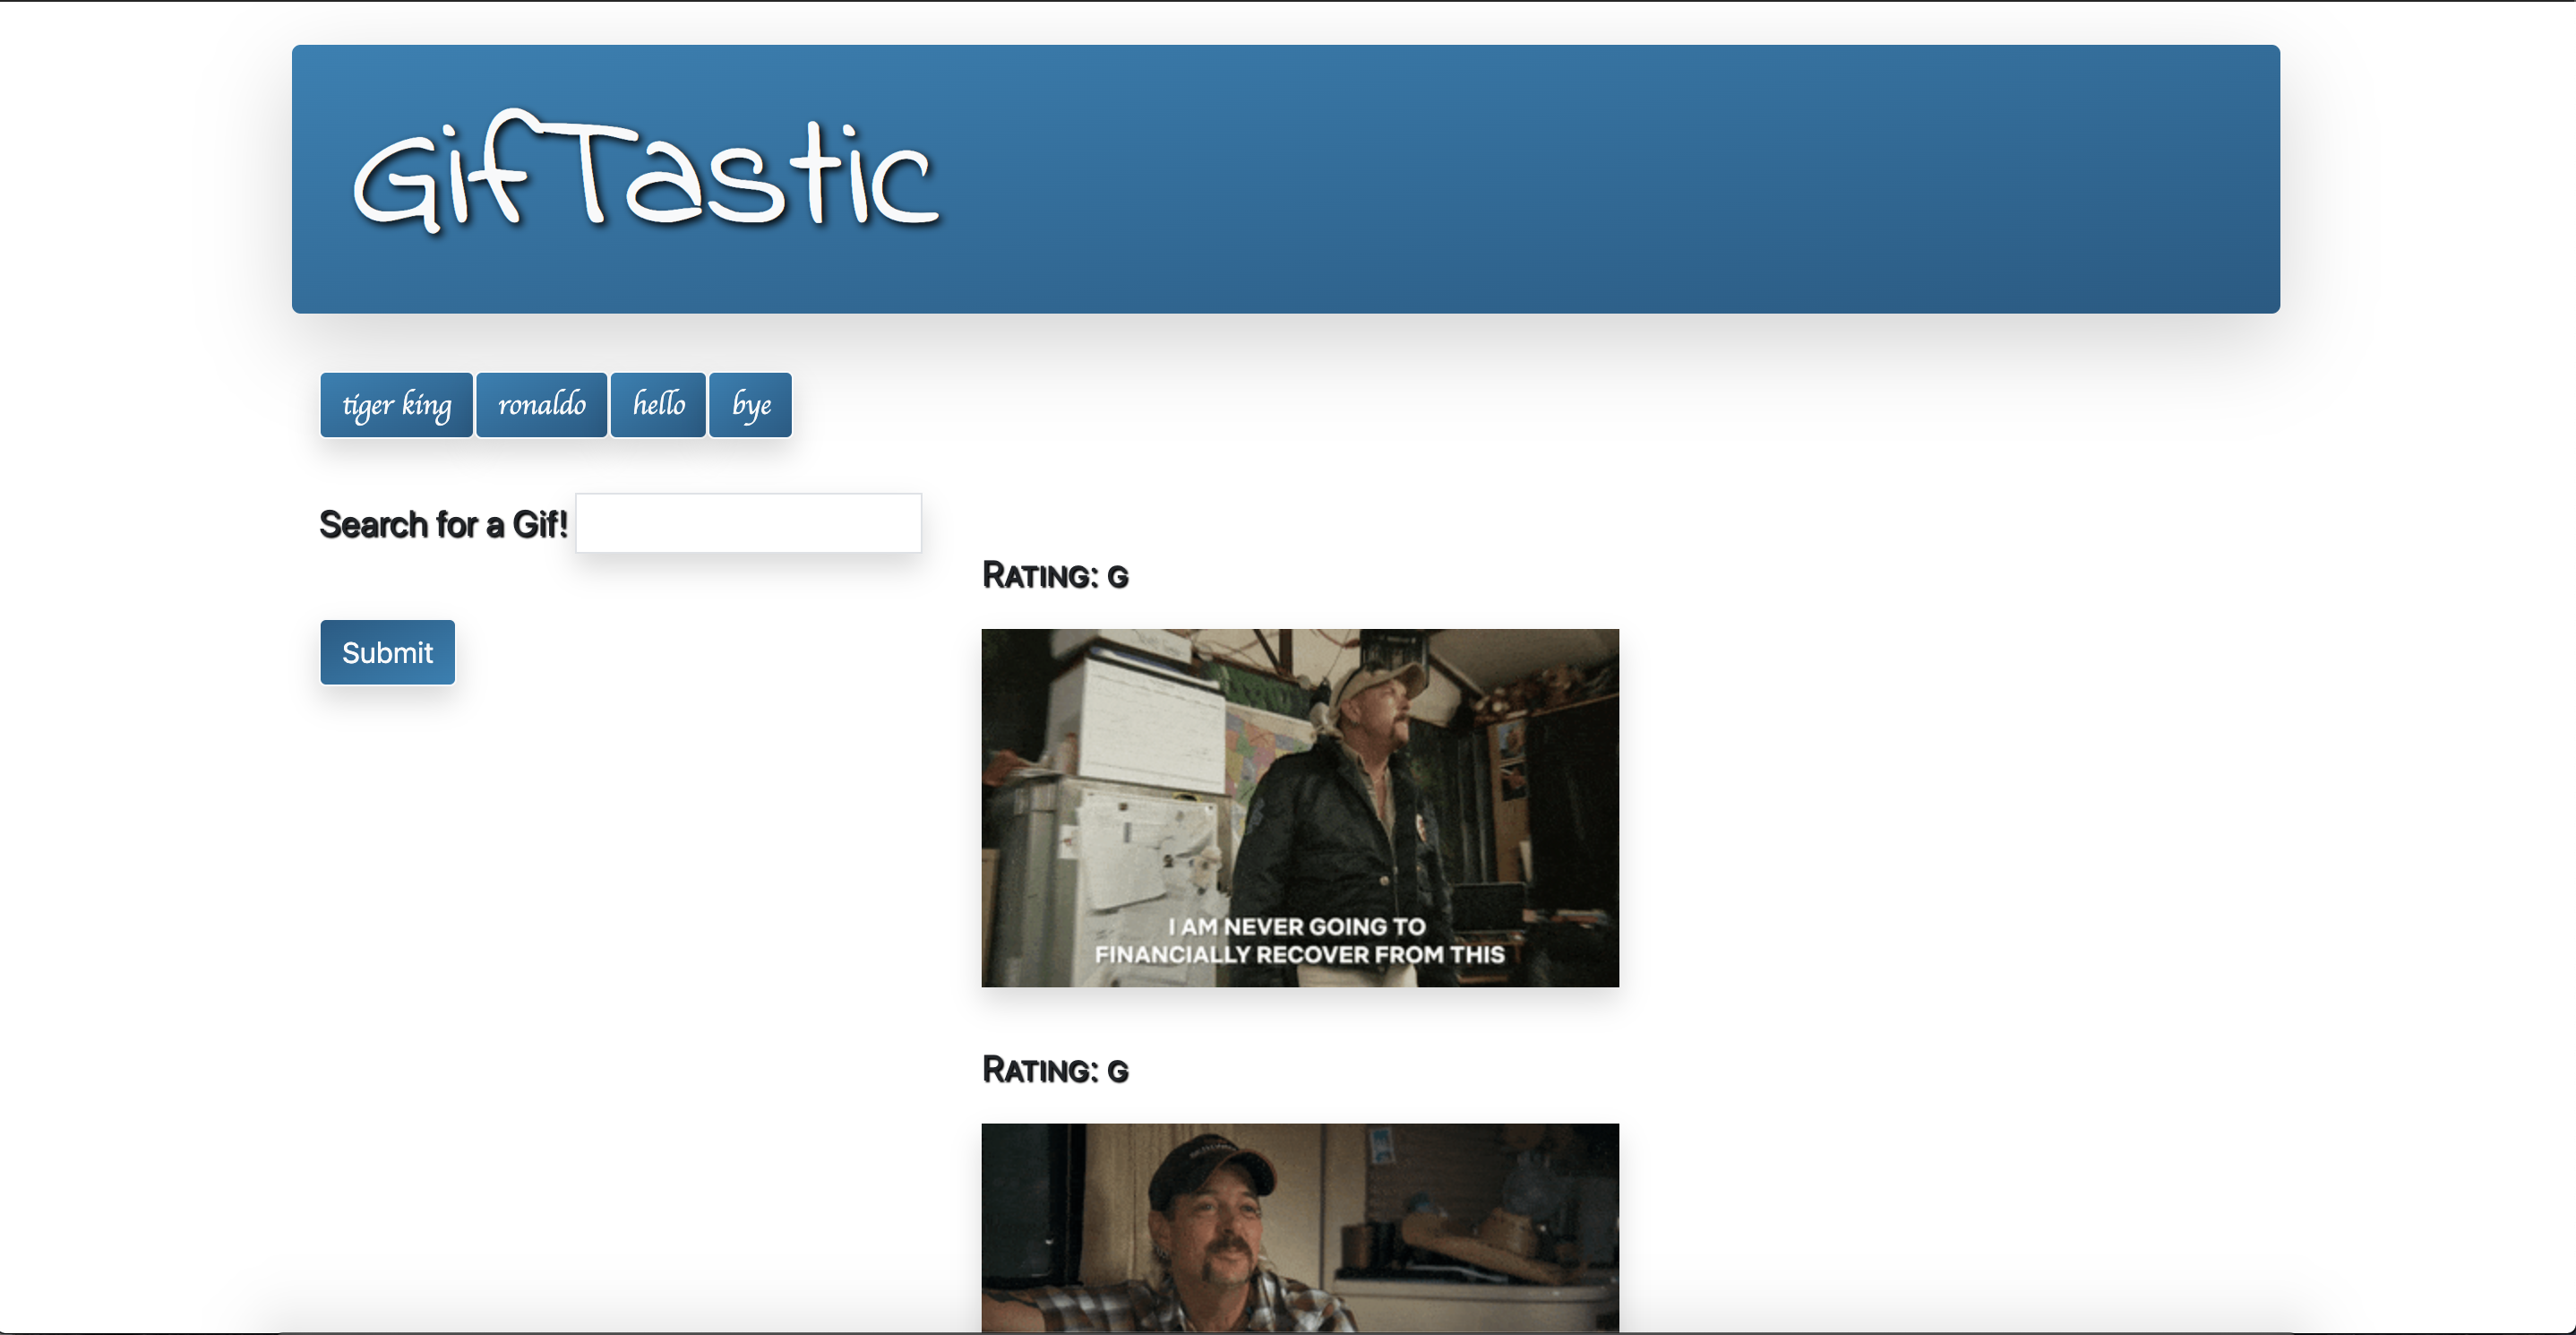 GifTastic
tiger king ronaldo hello bye
Search for a Gif!
Submit
RATING: G
I AM NEVER GOING TO
FINANCIALLY RECOVER FROM THIS
RATING: G